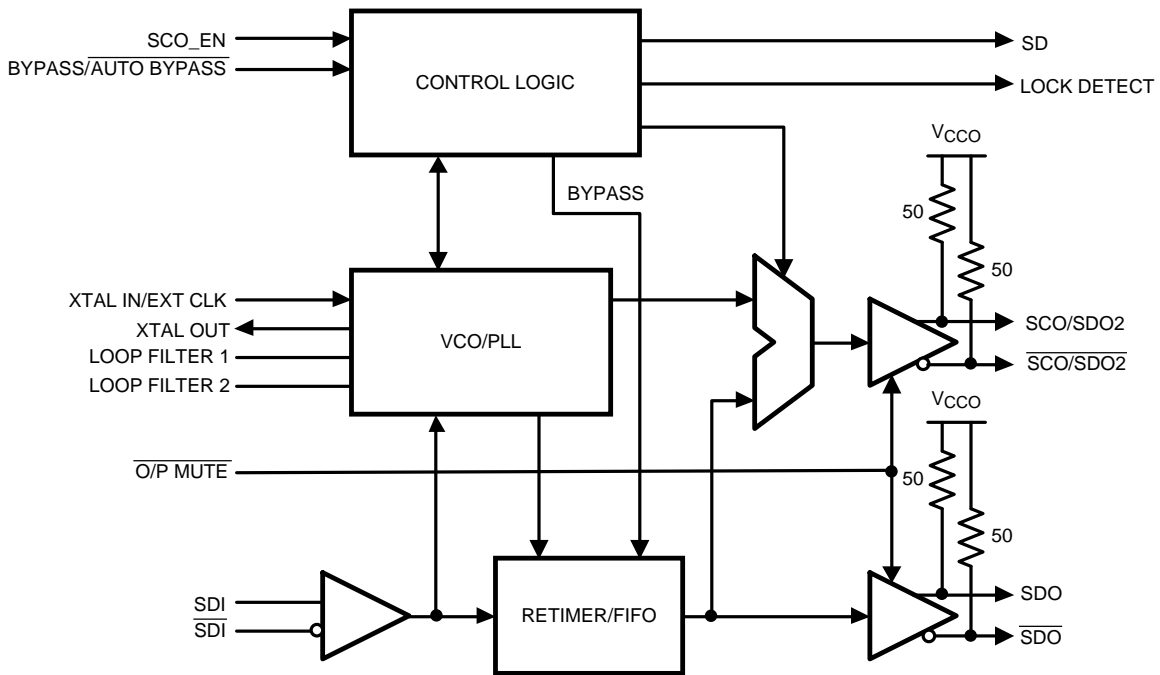 SCO_EN
BYPASS/AUTO BYPASS
CONTROL LOGIC
SD
LOCK DETECT
BYPASS
VCCO
50
50
XTAL IN/EXT CLK
XTAL OUT
LOOP FILTER 1
LOOP FILTER 2
VCO/PLL
SCO/SDO2
SCO/SDO2
VCCO
O/P MUTE
50
50
SDI
SDI
RETIMER/FIFO
SDO
SDO